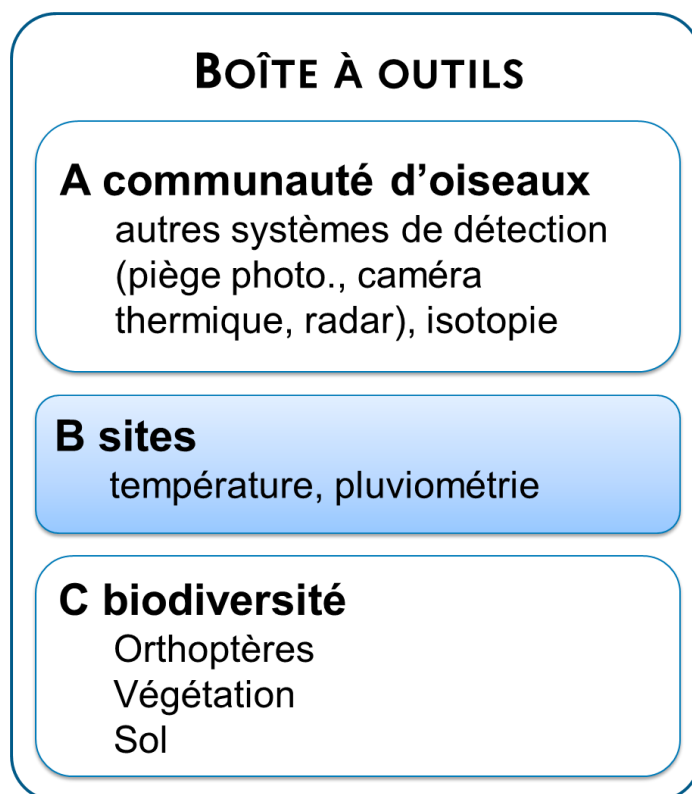 BOÎTE À OUTILS
A communauté d’oiseaux
autres systèmes de détection
(piège photo., caméra
thermique, radar), isotopie
B sites
température, pluviométrie
C biodiversité
Orthoptères
Végétation
Sol